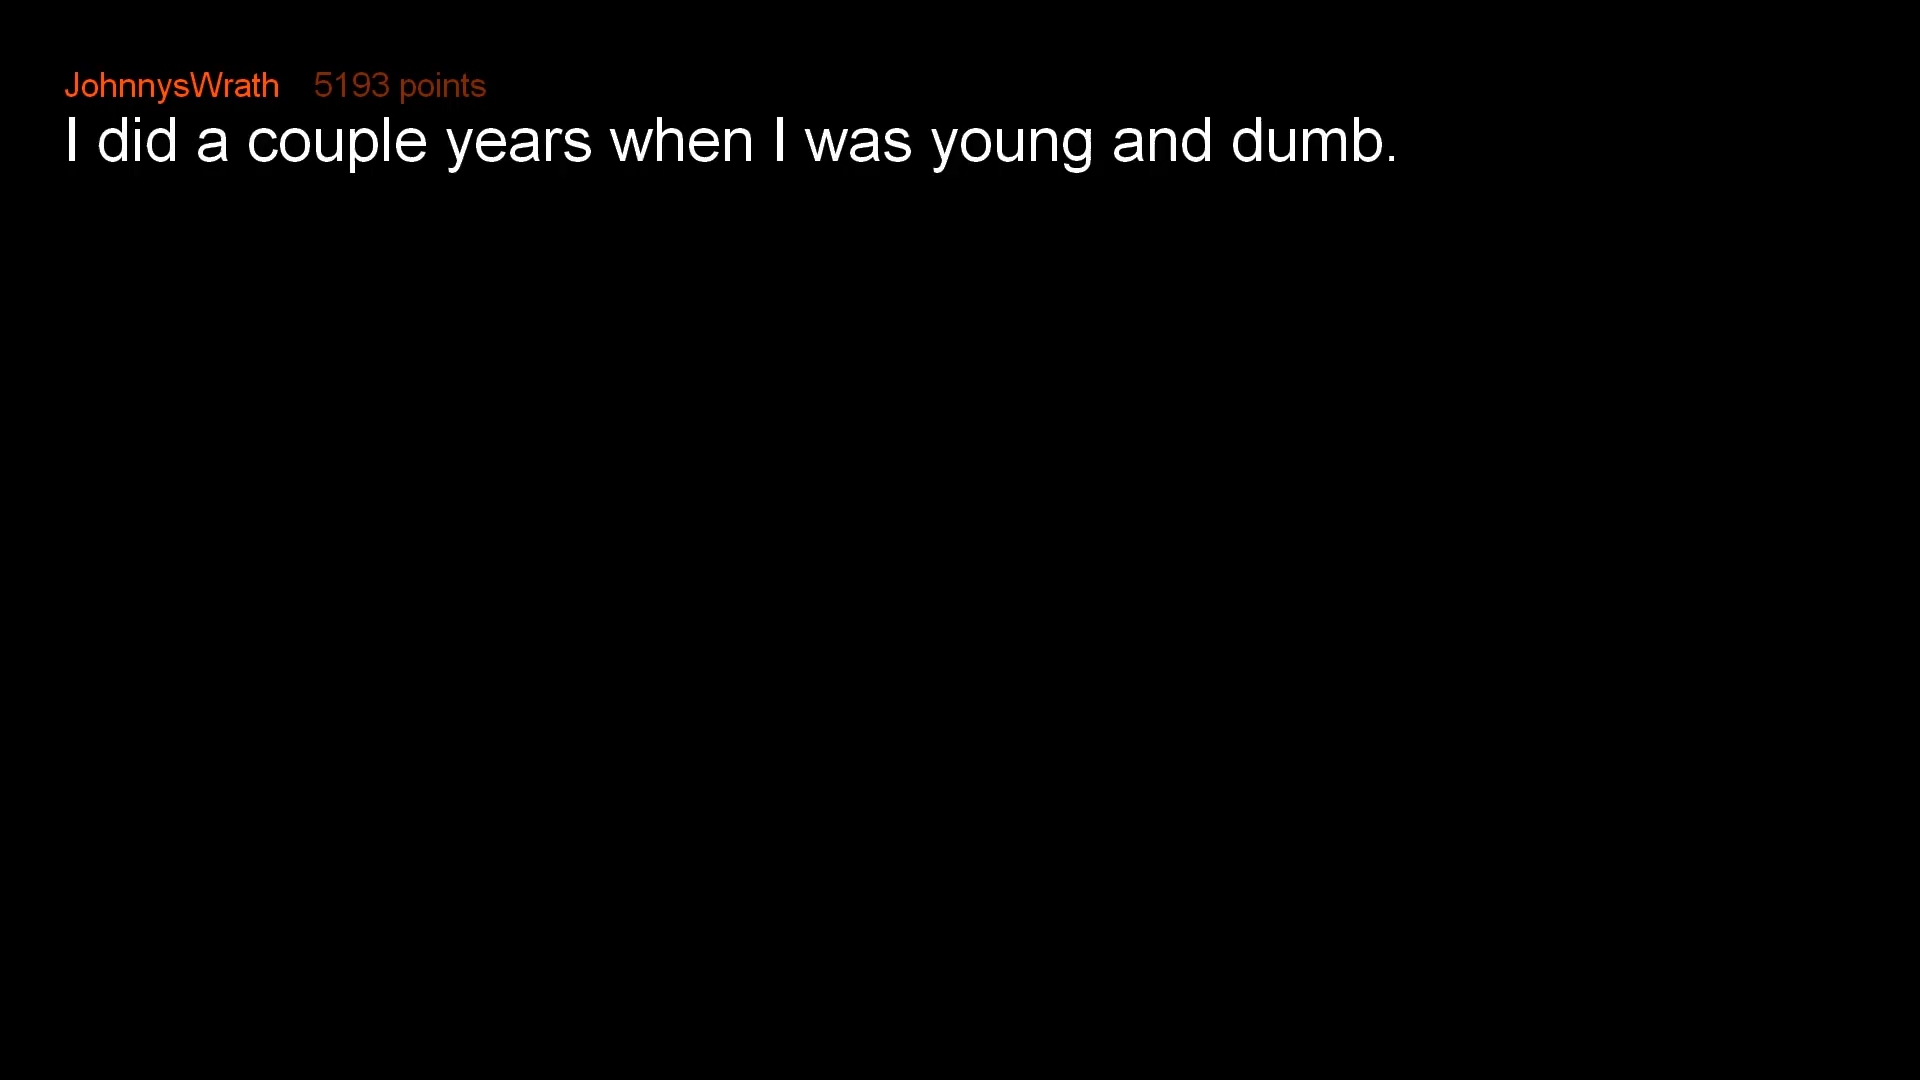 JohnnysWrath 5193 points
I did a couple years when I was young and dumb.